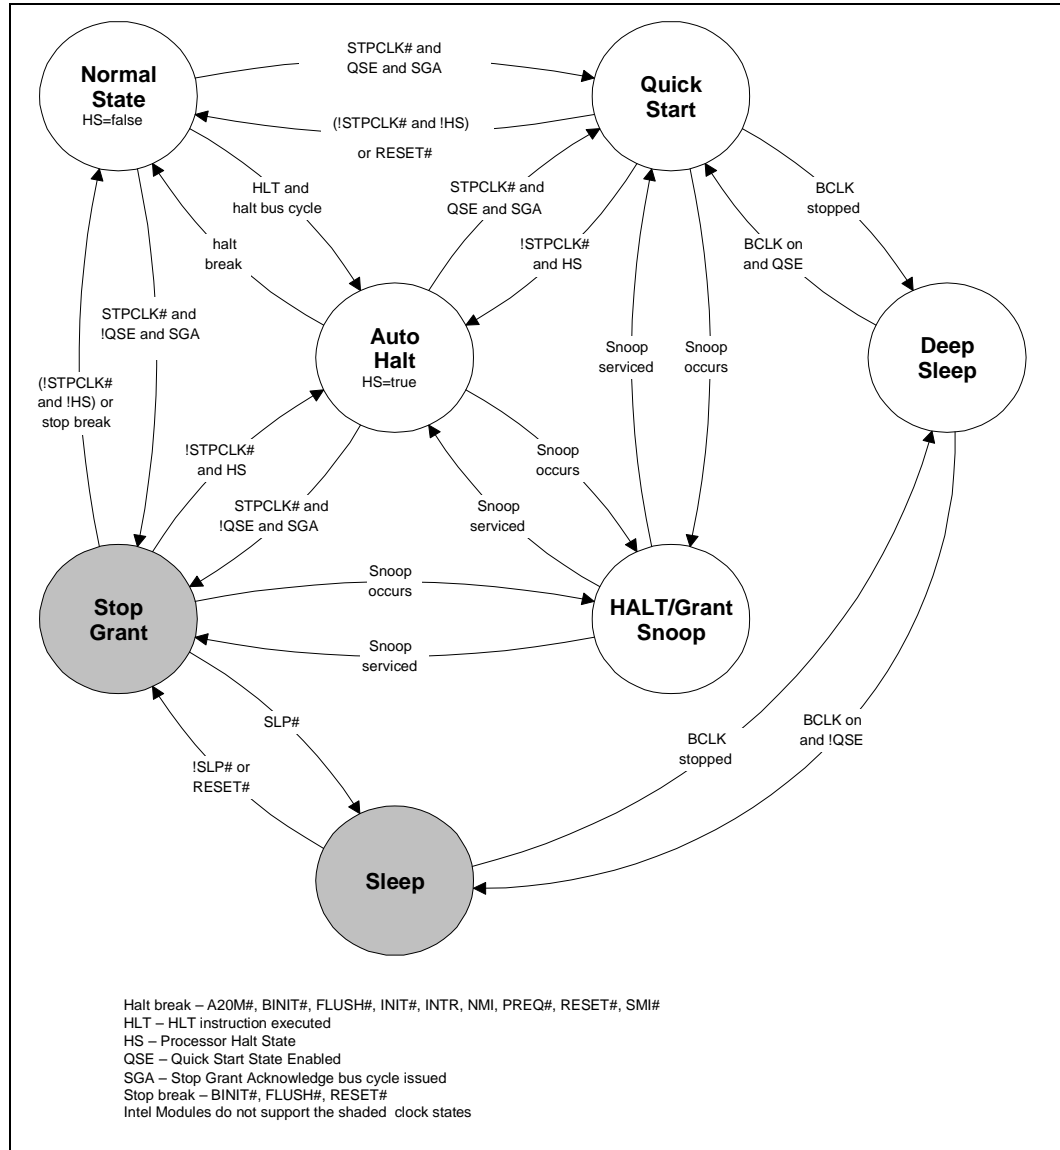 Normal
State
HS=false
STPCLK# and
QSE and SGA
Quick
Start
(!STPCLK# and !HS)
or RESET#
HLT and
halt bus cycle
STPCLK# and
QSE and SGA
BCLK
stopped
halt
break
!STPCLK#
and HS
BCLK on
and QSE
STPCLK# and
!QSE and SGA
Auto
Halt
HS=true
Snoop
serviced
Snoop
occurs
Deep
Sleep
(!STPCLK#
and !HS) or
stop break
!STPCLK#
and HS
Snoop
occurs
STPCLK# and
!QSE and SGA
Snoop
serviced
Stop
Grant
Snoop
occurs
HALT/Grant
Snoop
Snoop
serviced
SLP#
BCLK
stopped
BCLK on
and !QSE
!SLP# or
RESET#
Sleep
Halt break – A20M#, BINIT#, FLUSH#, INIT#, INTR, NMI, PREQ#, RESET#, SMI#
HLT – HLT instruction executed
HS – Processor Halt State
QSE – Quick Start State Enabled
SGA – Stop Grant Acknowledge bus cycle issued
Stop break – BINIT#, FLUSH#, RESET#
Intel Modules do not support the shaded clock states